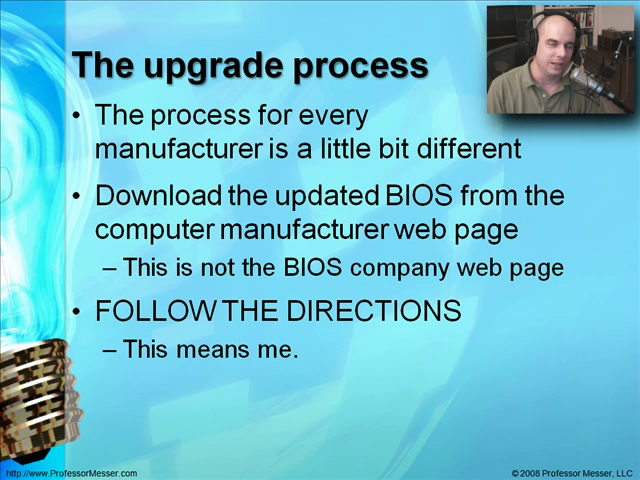 The upgrade process
• The process for every
manufacturer is a little bit different
• Download the updated BIOS from the
computer manufacturer web page
– This is not the BIOS company web page
• FOLLOW THE DIRECTIONS
– This means me.
http://www.ProfessorMesser.com
© 2008 Professor Messer, LLC